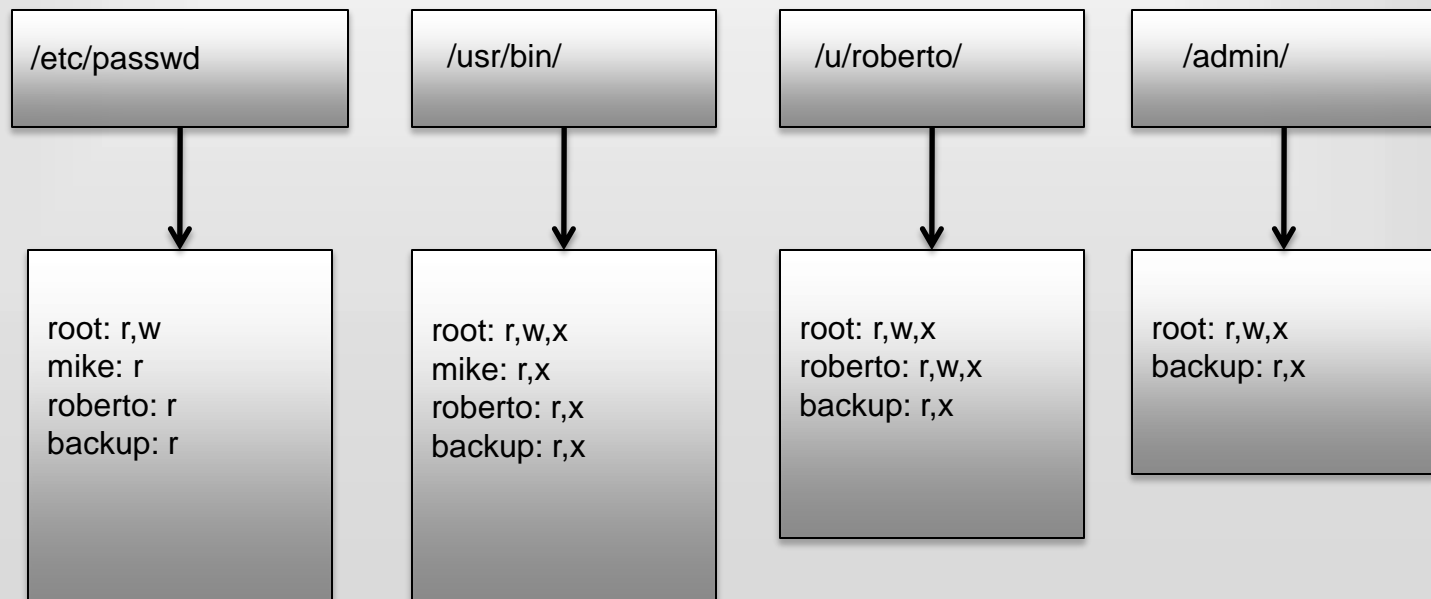 /etc/passwd
/usr/bin/
/u/roberto/
/admin/
root: r,w
mike: r
roberto: r
backup: r
root: r,w,x
mike: r,x
roberto: r,x
backup: r,x
root: r,w,x
roberto: r,w,x
backup: r,x
root: r,w,x
backup: r,x